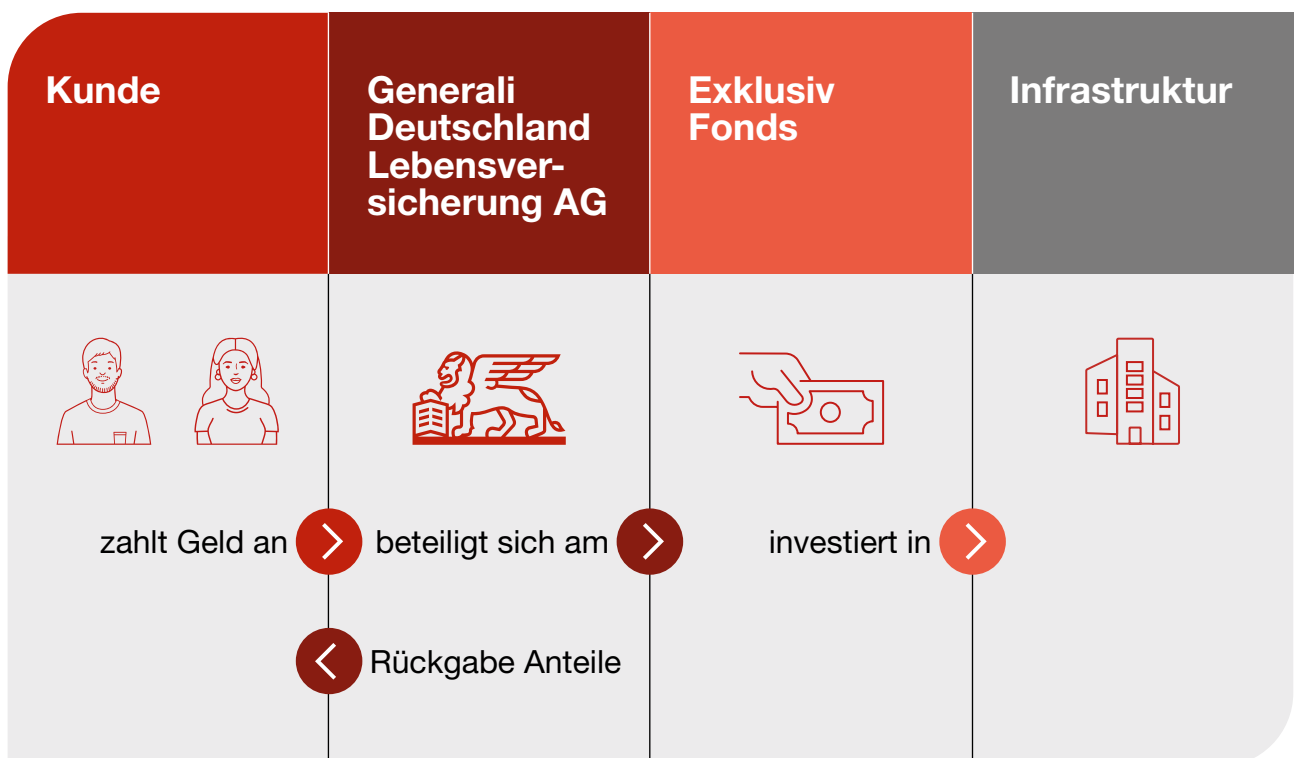 Kunde
Generali
Deutschland
Lebensver-
sicherung AG
Exklusiv
Fonds
Infrastruktur
zahlt Geld an
beteiligt sich am
investiert in
Rückgabe Anteile